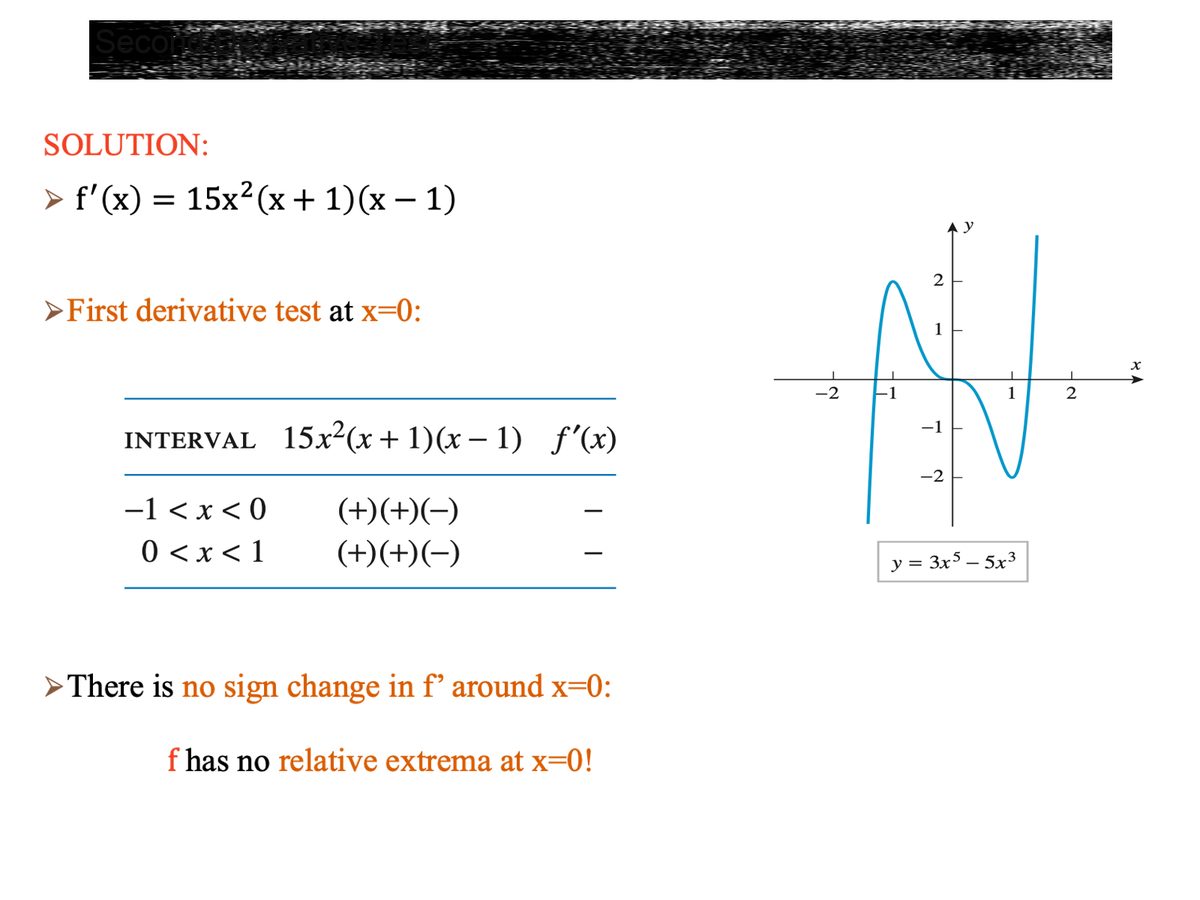 SOLUTION:
➢ f'(x) = 15x²(x + 1)(x − 1)
➢First derivative test at x=0:
INTERVAL 15x²(x + 1)(x − 1) f′(x)
−1 < x < 0 (+)(+)(−) −
0 < x < 1 (+)(+)(−) −
➢There is no sign change in f’ around x=0:
f has no relative extrema at x=0!
y
2
1
x
−2 −1 1 2
−1
−2
y = 3x⁵ − 5x³